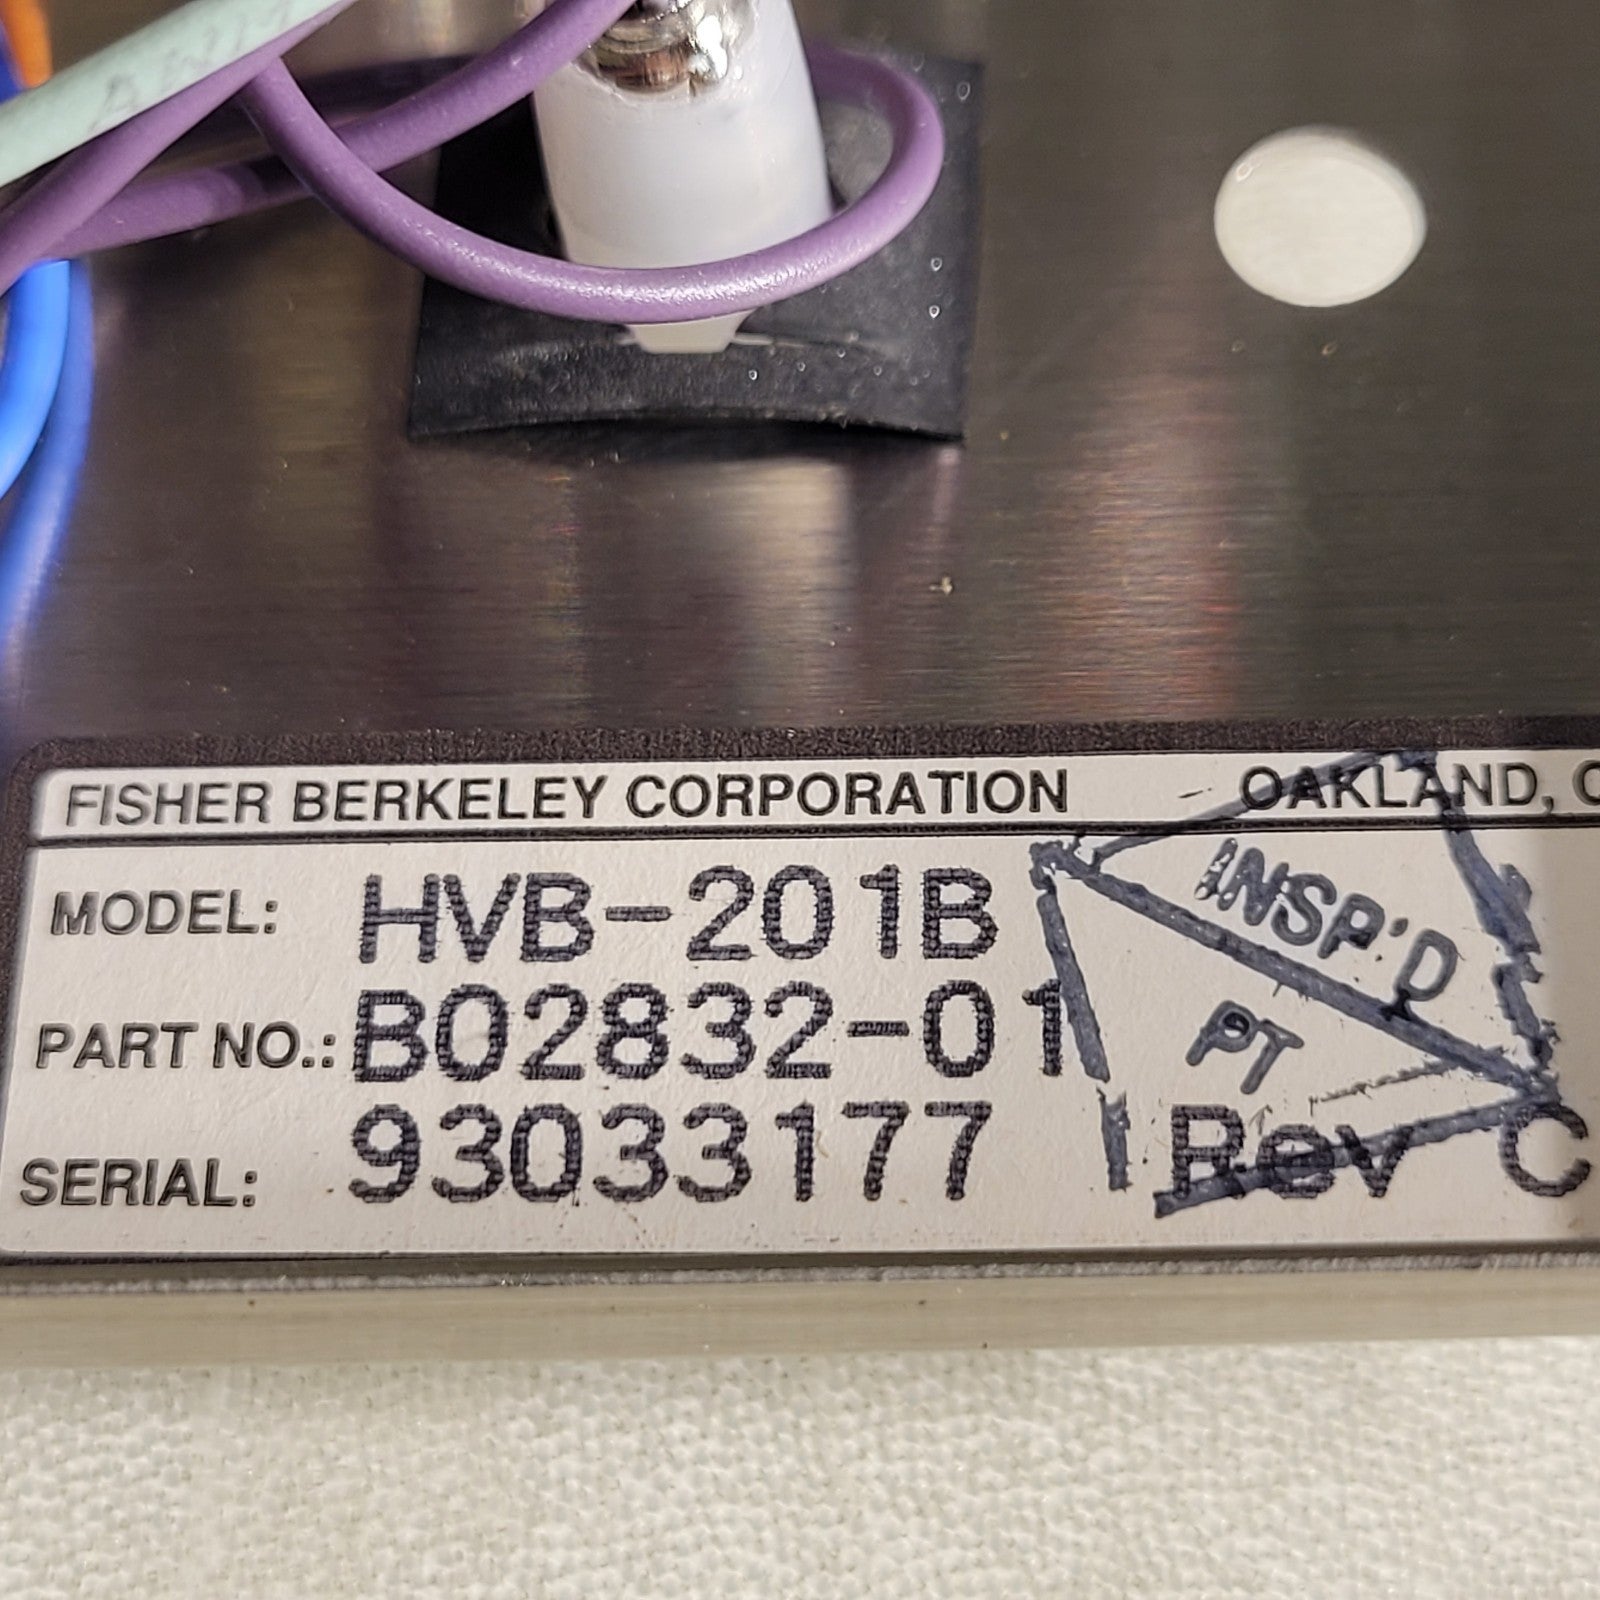 FISHER BERKELEY CORPORATION OAKLAND, C
MODEL: HVB-201B
INSP'D
PART NO.: B02832-01
PT
SERIAL: 93033177 Rev C